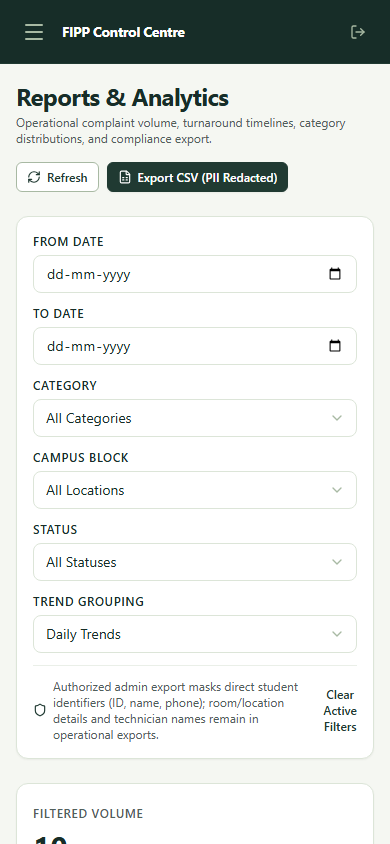 FIPP Control Centre
Reports & Analytics
Operational complaint volume, turnaround timelines, category
distributions, and compliance export.
Refresh
Export CSV (PII Redacted)
FROM DATE
dd-mm-yyyy
TO DATE
dd-mm-yyyy
CATEGORY
All Categories
CAMPUS BLOCK
All Locations
STATUS
All Statuses
TREND GROUPING
Daily Trends
Authorized admin export masks direct student
identifiers (ID, name, phone); room/location
details and technician names remain in
operational exports.
Clear
Active
Filters
FILTERED VOLUME